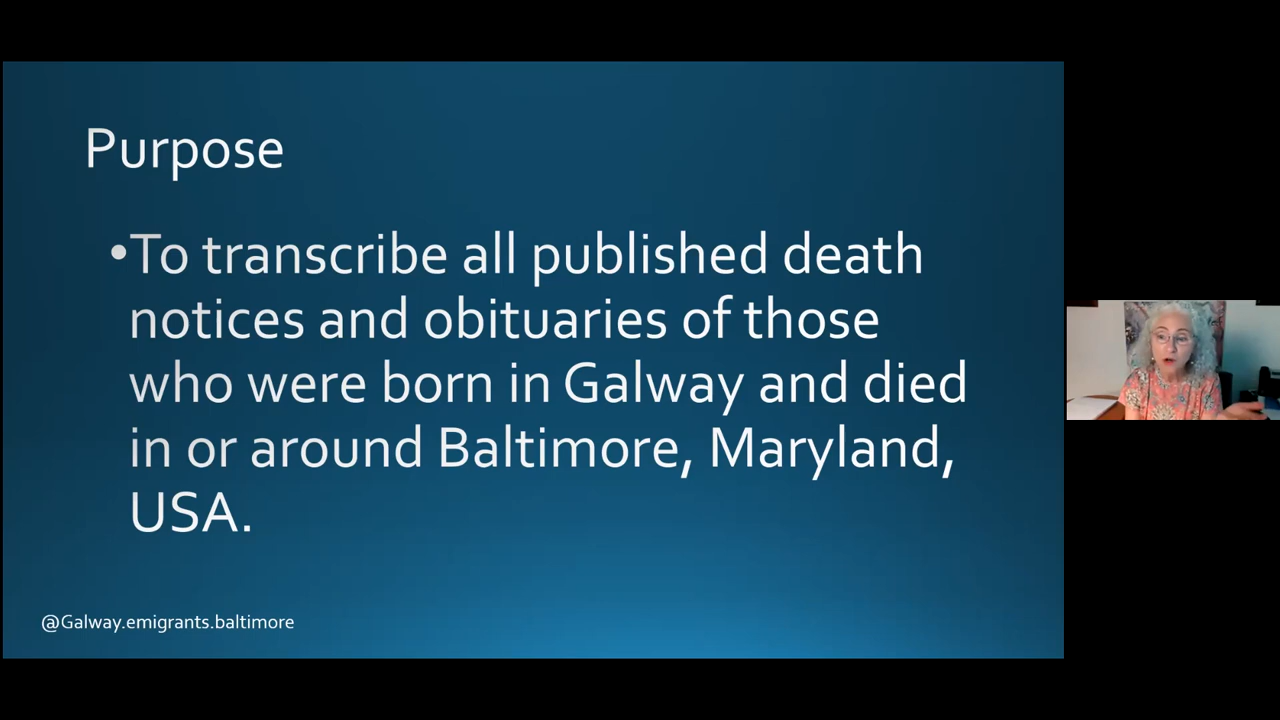 Purpose
•To transcribe all published death
notices and obituaries of those
who were born in Galway and died
in or around Baltimore, Maryland,
USA.
@Galway.emigrants.baltimore